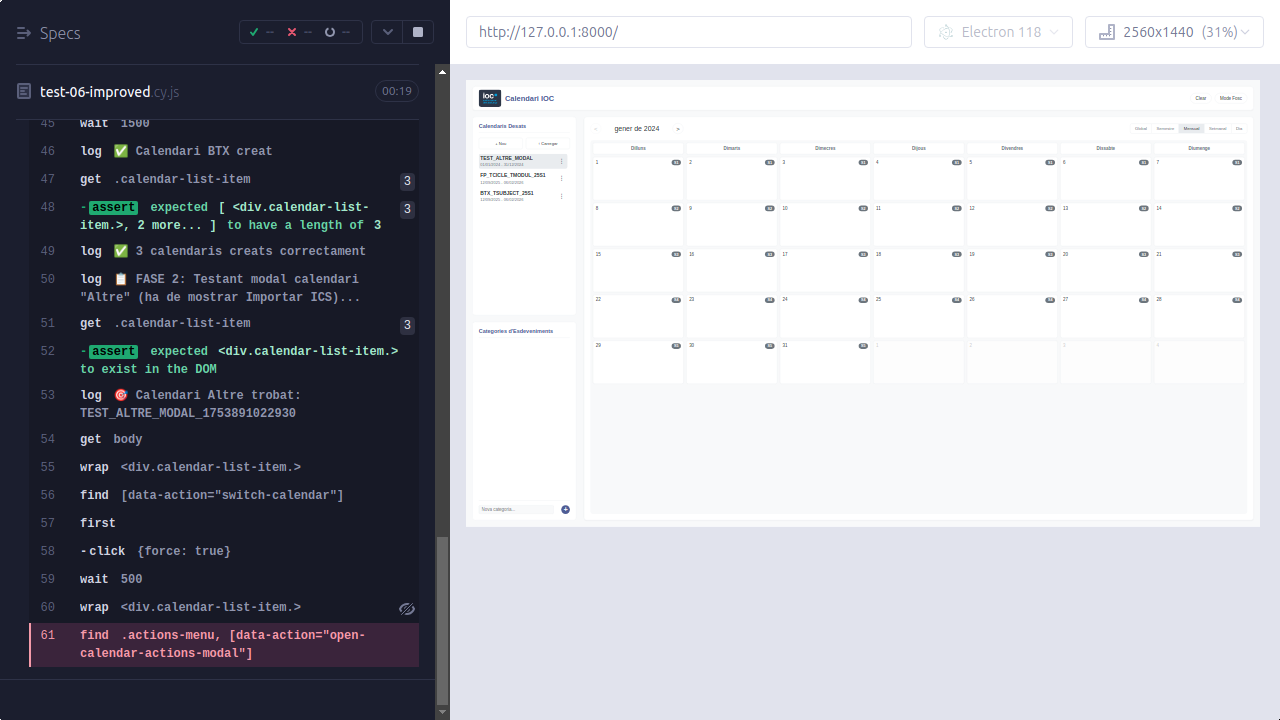 Specs
-- -- --
test-06-improved.cy.js
00:19
45 wait 1500
46 log ✅ Calendari BTX creat
47 get .calendar-list-item 3
48 -assert expected [ <div.calendar-list-
item.>, 2 more... ] to have a length of 3 3
49 log ✅ 3 calendaris creats correctament
50 log 📋 FASE 2: Testant modal calendari
"Altre" (ha de mostrar Importar ICS)...
51 get .calendar-list-item 3
52 -assert expected <div.calendar-list-item.>
to exist in the DOM
53 log 🎯 Calendari Altre trobat:
TEST_ALTRE_MODAL_1753891022930
54 get body
55 wrap <div.calendar-list-item.>
56 find [data-action="switch-calendar"]
57 first
58 -click {force: true}
59 wait 500
60 wrap <div.calendar-list-item.>
61 find .actions-menu, [data-action="open-
calendar-actions-modal"]
http://127.0.0.1:8000/
Electron 118
2560x1440 (31%)
ioc
Calendari IOC
Clear
Mode Fosc
Calendaris Desats
+ Nou
Carregar
TEST_ALTRE_MODAL
FP_TCICLE_TMODUL_25S1
BTX_TSUBJECT_25S1
Categories d'Esdeveniments
Nova categoria...
+
< gener de 2024 >
Global Semestre Mensual Setmanal Dia
Dilluns Dimarts Dimecres Dijous Divendres Dissabte Diumenge
1 2 3 4 5 6 7
8 9 10 11 12 13 14
15 16 17 18 19 20 21
22 23 24 25 26 27 28
29 30 31 1 2 3 4